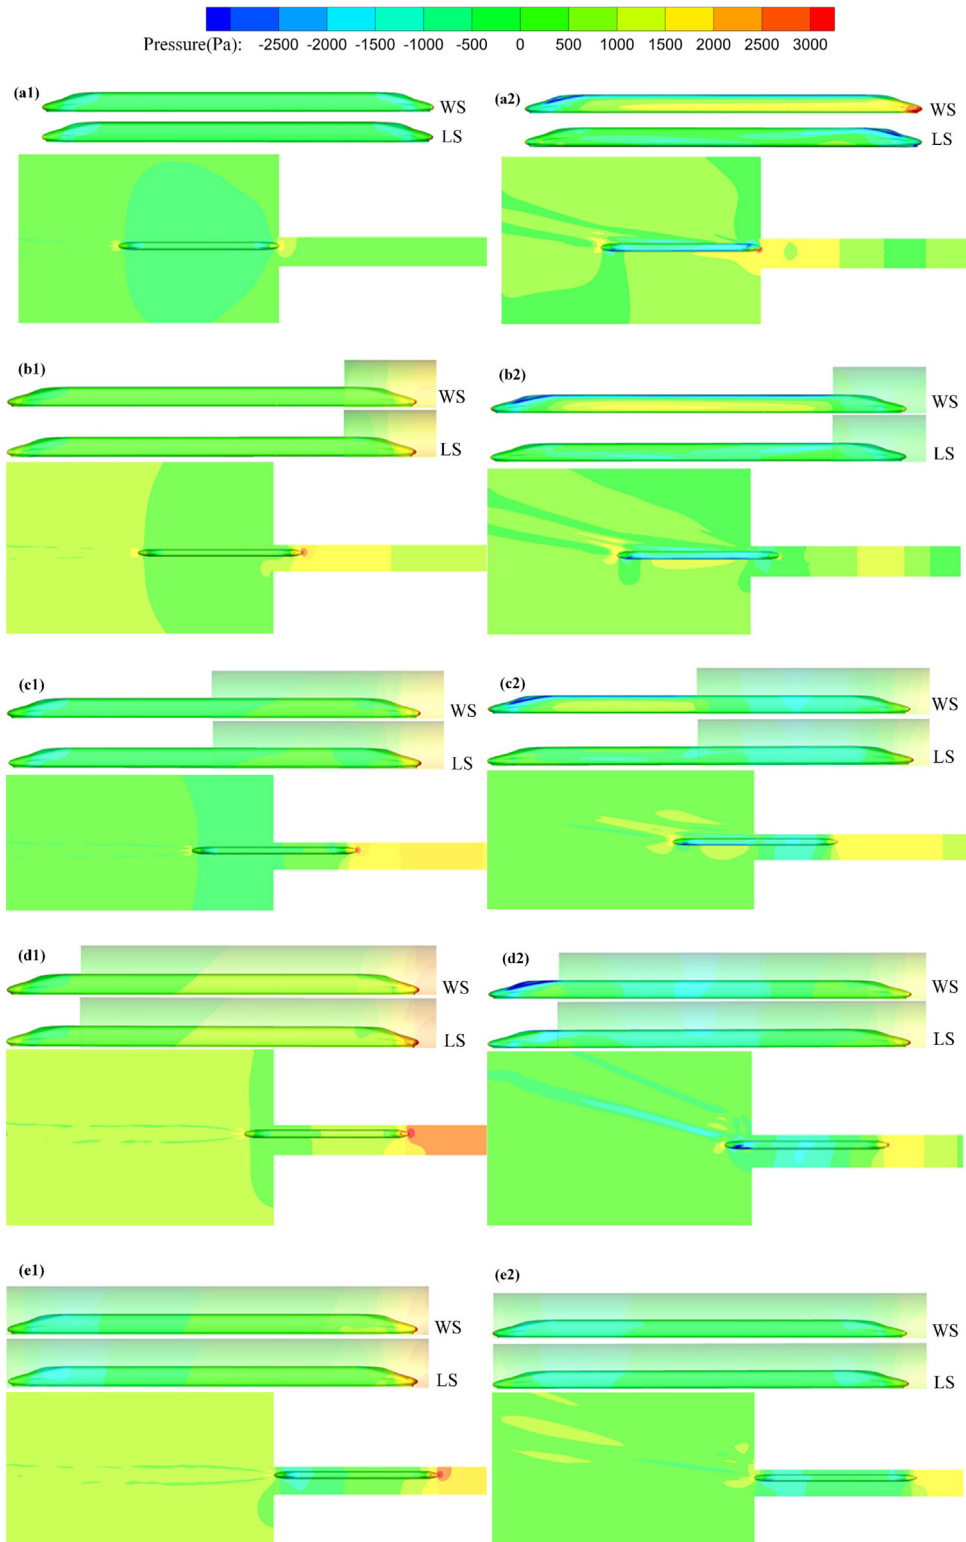 Pressure(Pa): -2500 -2000 -1500 -1000 -500 0 500 1000 1500 2000 2500 3000
(a1)
WS
LS
(a2)
WS
LS
(b1)
WS
LS
(b2)
WS
LS
(c1)
WS
LS
(c2)
WS
LS
(d1)
WS
LS
(d2)
WS
LS
(e1)
WS
LS
(e2)
WS
LS